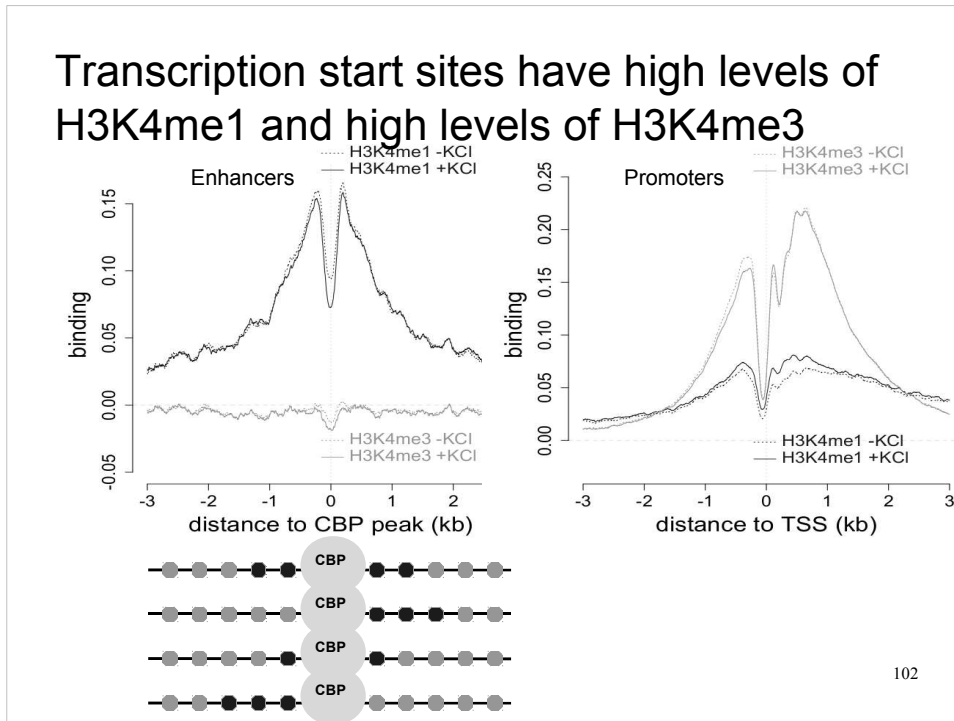 Transcription start sites have high levels of
H3K4me1 and high levels of H3K4me3
Enhancers
H3K4me1 -KCl
H3K4me1 +KCl
binding
0.15
0.10
0.05
0.00
-0.05
H3K4me3 -KCl
H3K4me3 +KCl
-3 -2 -1 0 1 2
distance to CBP peak (kb)
Promoters
H3K4me3 -KCl
H3K4me3 +KCl
binding
0.25
0.20
0.15
0.10
0.05
0.00
H3K4me1 -KCl
H3K4me1 +KCl
-3 -2 -1 0 1 2 3
distance to TSS (kb)
CBP
CBP
CBP
CBP
102